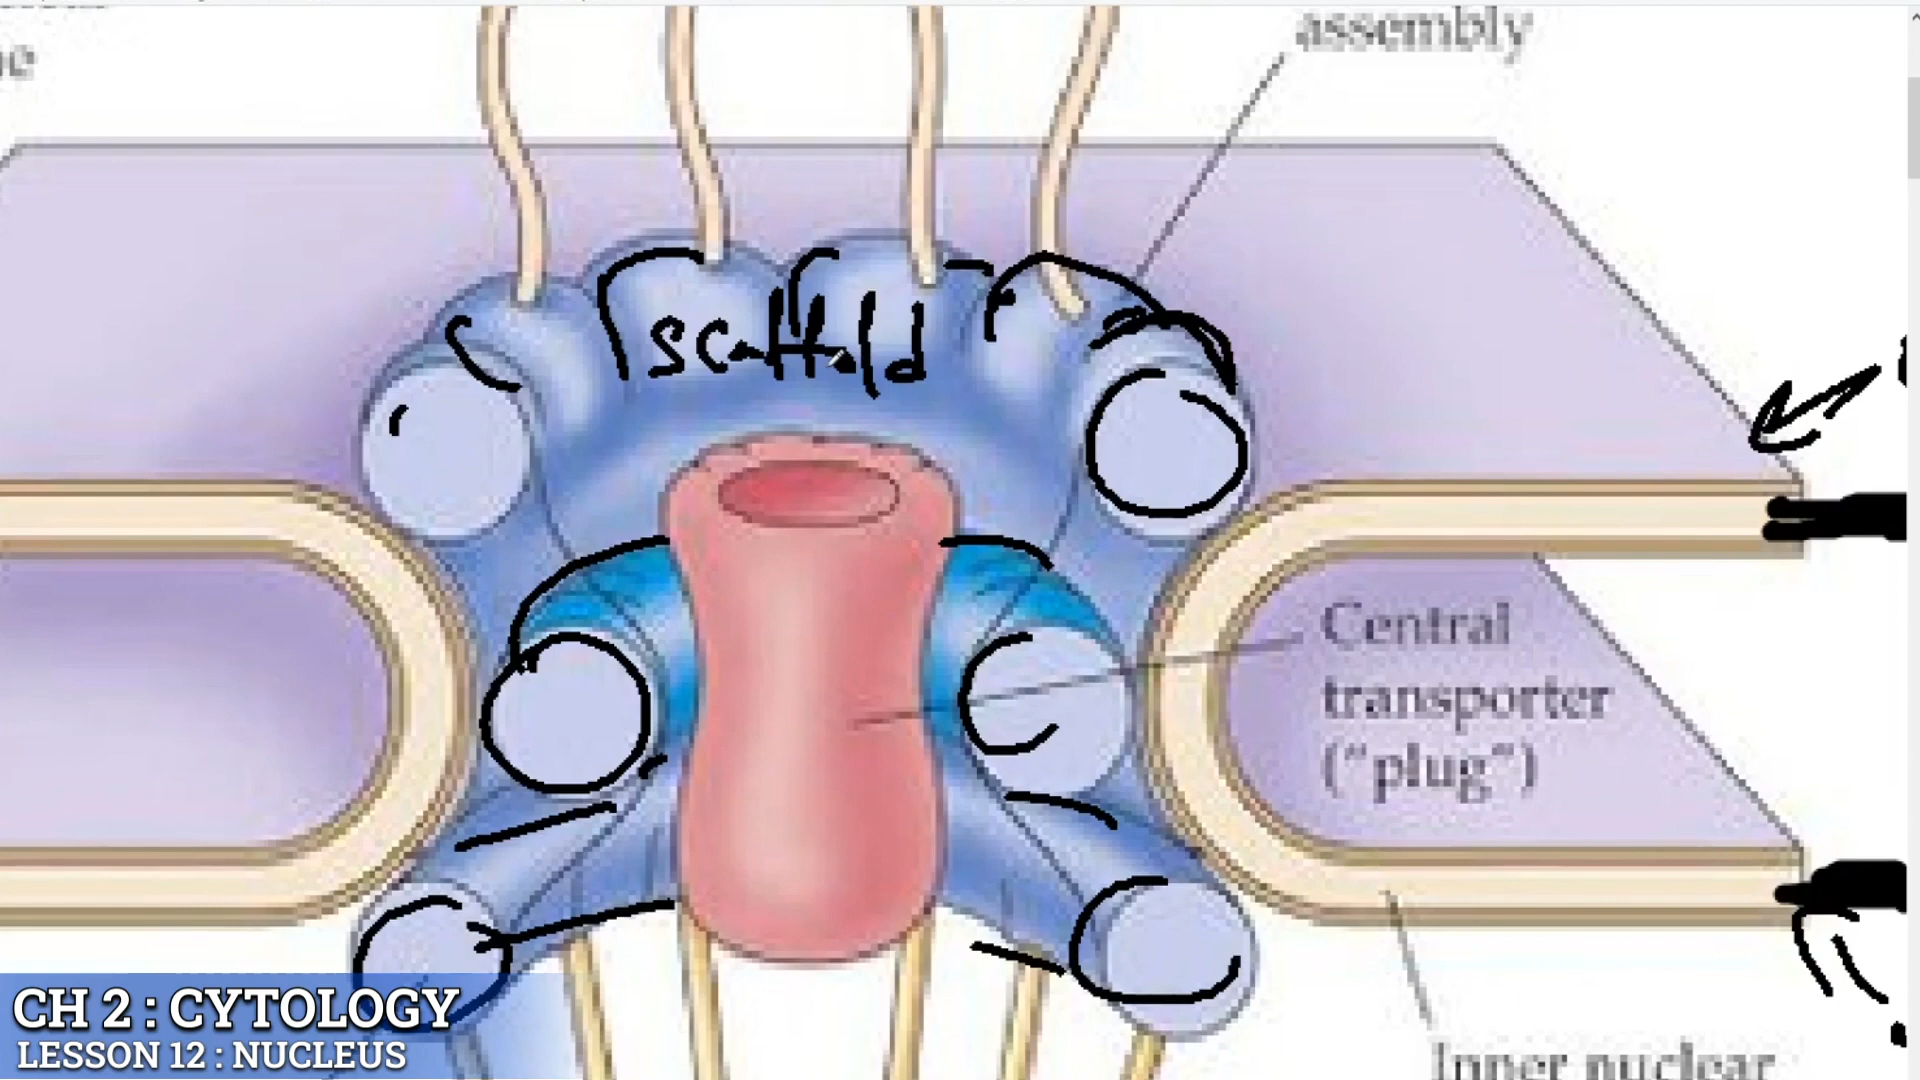 assembly
scaffold
Central
transporter
("plug")
CH 2 : CYTOLOGY
LESSON 12 : NUCLEUS
Inner nuclear